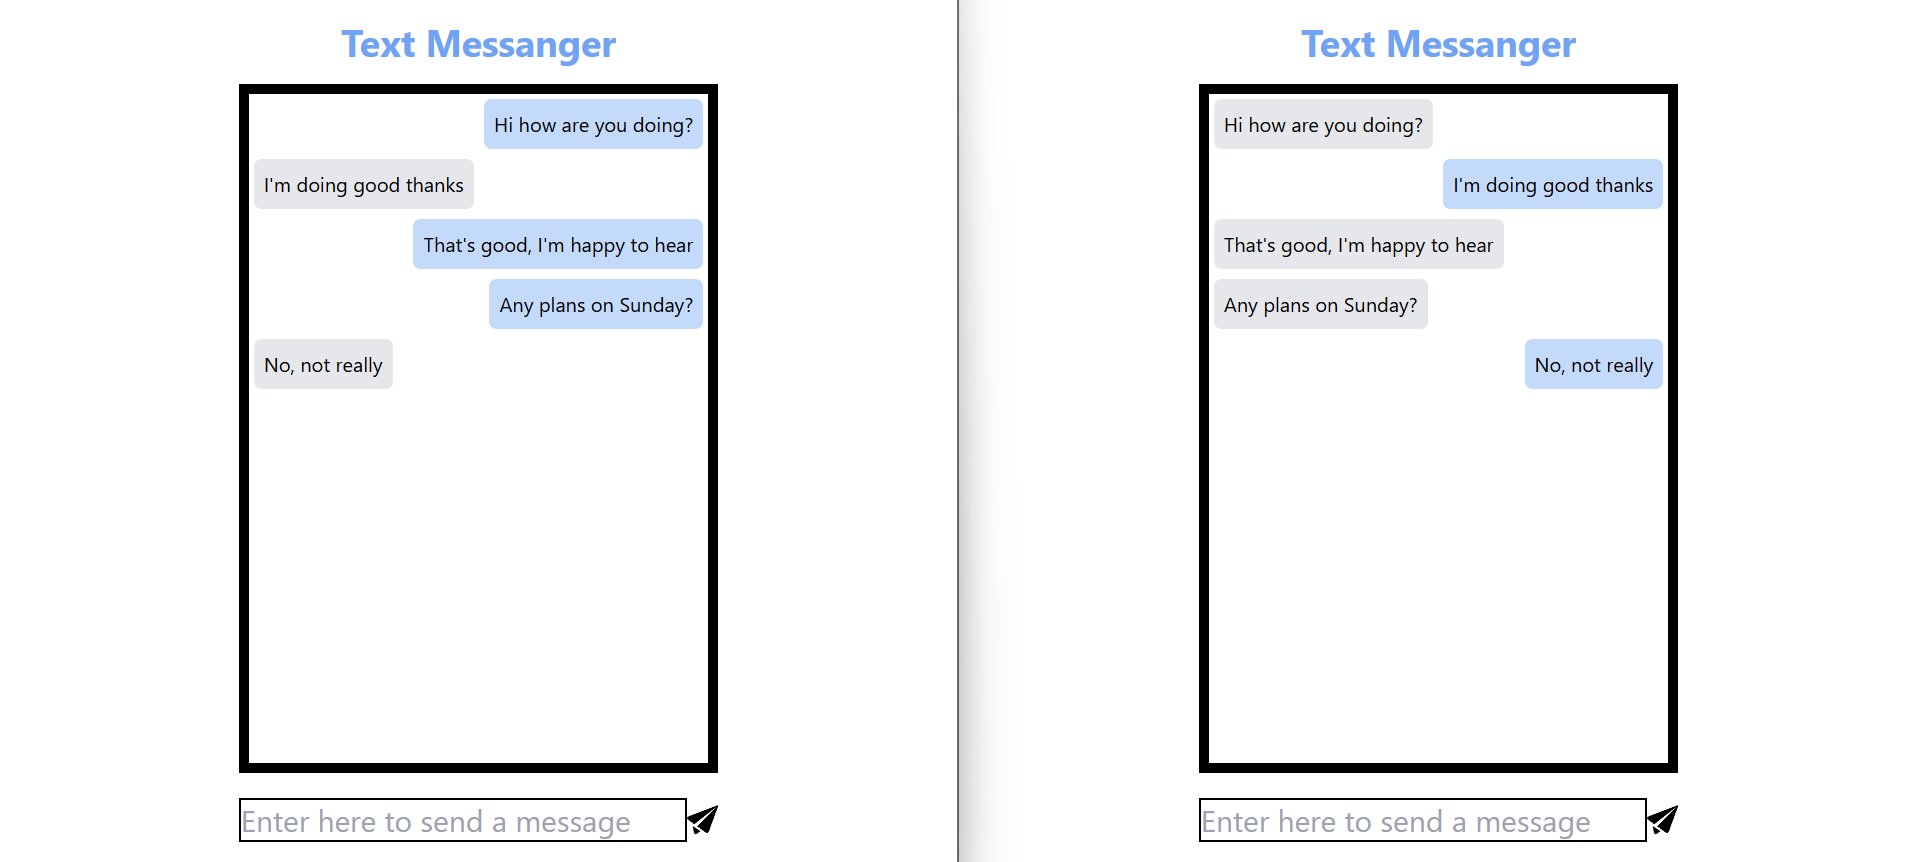 Text Messanger
Hi how are you doing?
I'm doing good thanks
That's good, I'm happy to hear
Any plans on Sunday?
No, not really
Enter here to send a message
Text Messanger
Hi how are you doing?
I'm doing good thanks
That's good, I'm happy to hear
Any plans on Sunday?
No, not really
Enter here to send a message